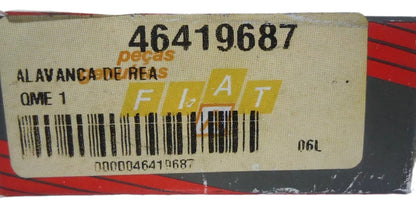 46419687
peças
genuínas
ALAVANCA DE REA
QME 1
FIAT
06L
0000046419687